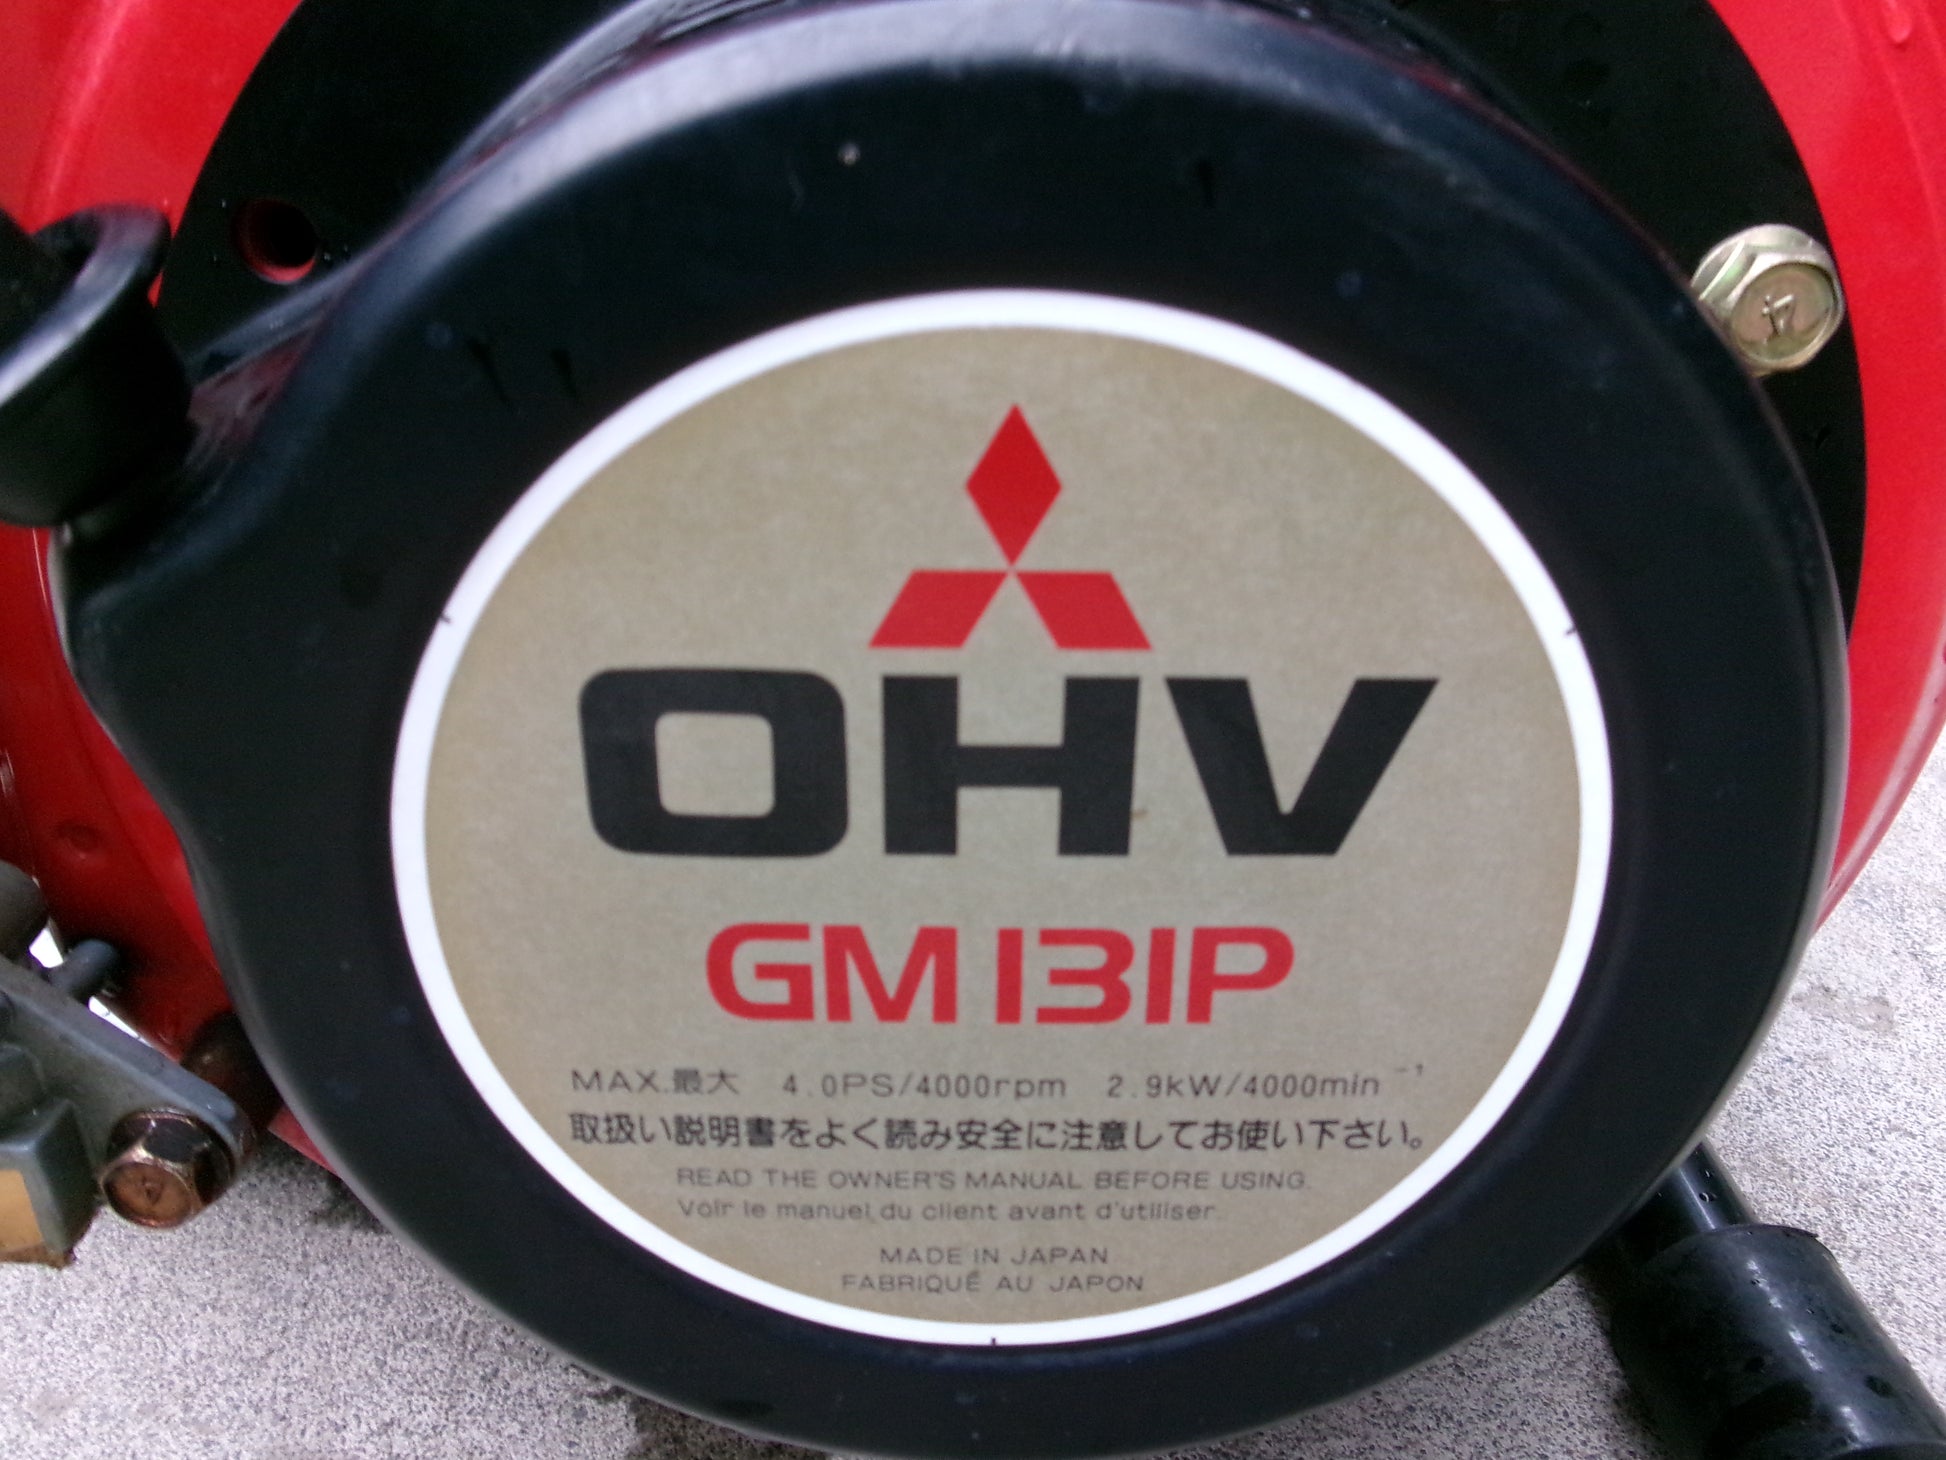 OHV
GM131P
MAX.最大 4.0PS/4000rpm 2.9kW/4000min⁻¹
取扱い説明書をよく読み安全に注意してお使い下さい。
READ THE OWNER'S MANUAL BEFORE USING.
Voir le manuel du client avant d'utiliser.
MADE IN JAPAN
FABRIQUÉ AU JAPON
4
4